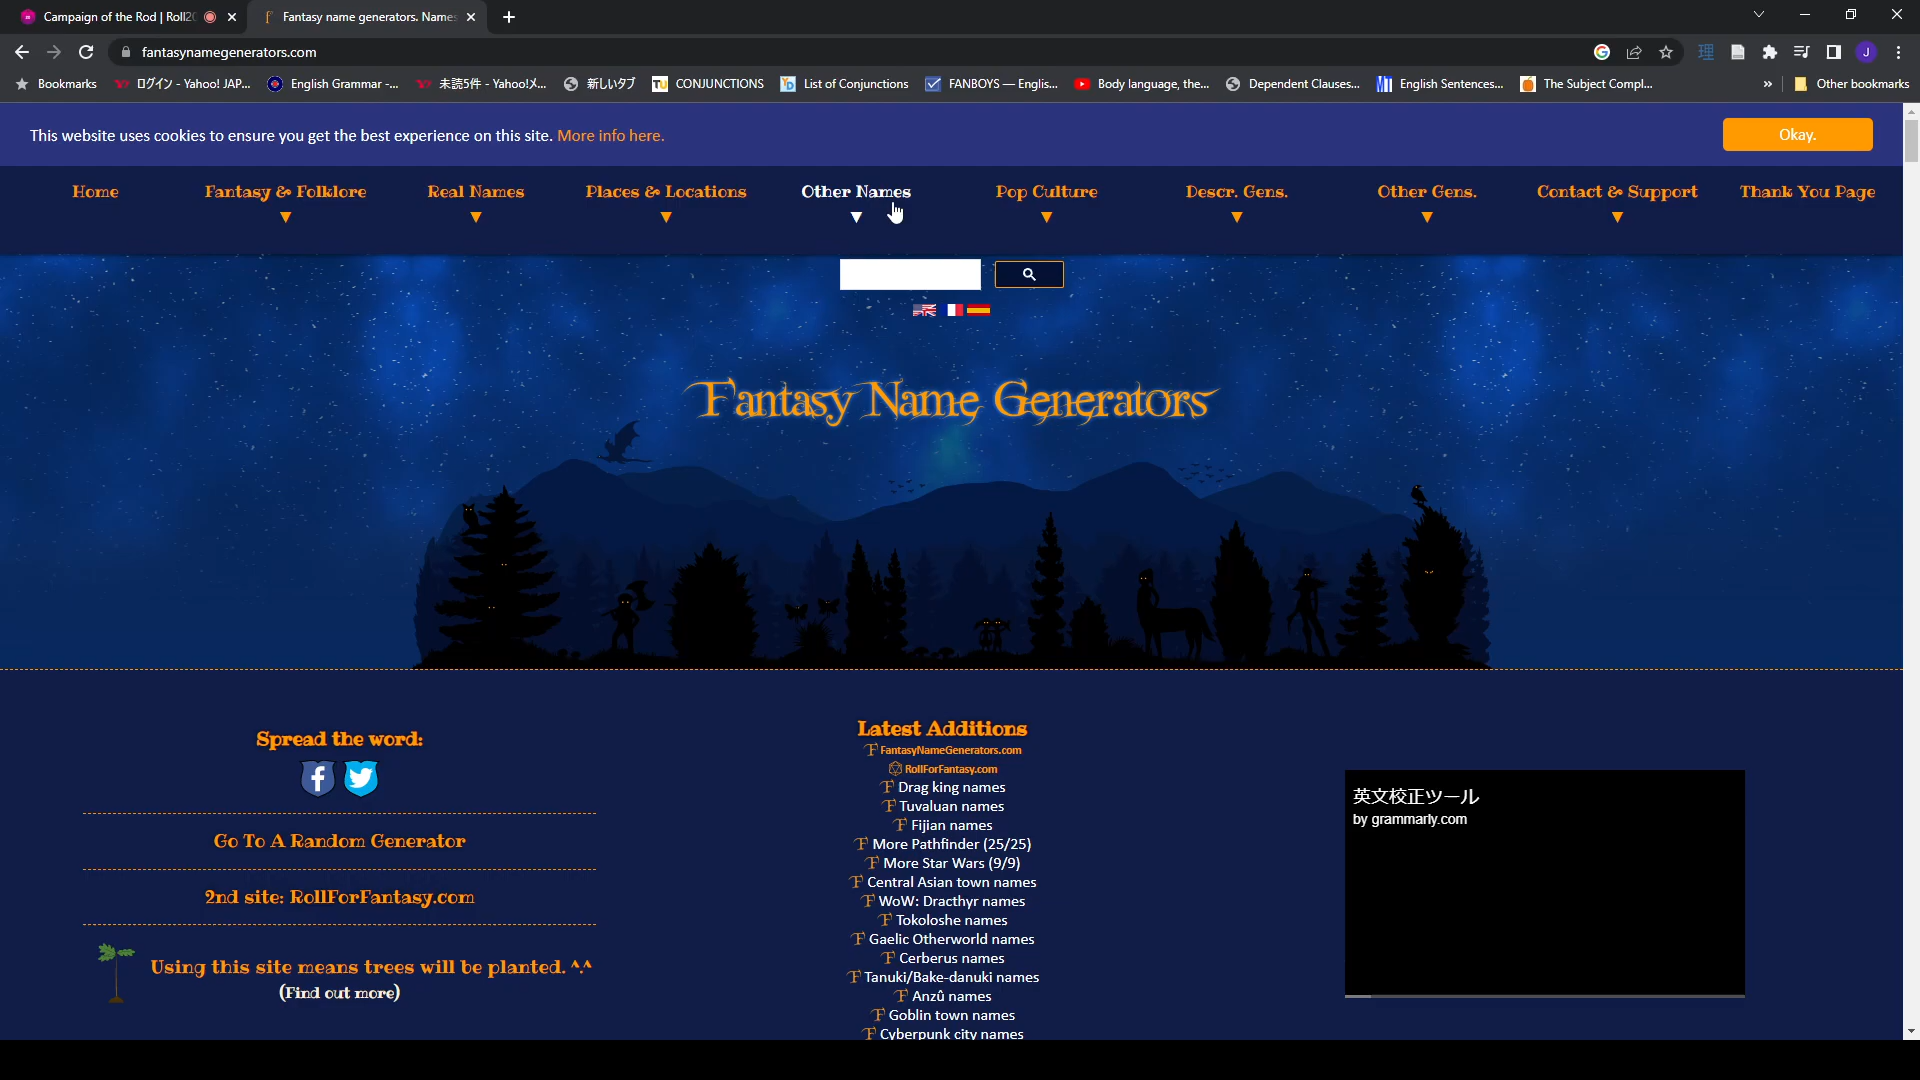 Campaign of the Rod | Roll20
Fantasy name generators. Names
fantasynamegenerators.com
Bookmarks
ログイン - Yahoo! JAP...
English Grammar -...
未読5件 - Yahoo!メ...
新しいタブ
CONJUNCTIONS
List of Conjunctions
FANBOYS — Englis...
Body language, the...
Dependent Clauses...
English Sentences...
The Subject Compl...
»
Other bookmarks
This website uses cookies to ensure you get the best experience on this site. More info here.
Okay.
Home
Fantasy & Folklore
Real Names
Places & Locations
Other Names
Pop Culture
Descr. Gens.
Other Gens.
Contact & Support
Thank You Page
Fantasy Name Generators
Spread the word:
Go To A Random Generator
2nd site: RollForFantasy.com
Using this site means trees will be planted. ^.^
(Find out more)
Latest Additions
FantasyNameGenerators.com
RollForFantasy.com
Drag king names
Tuvaluan names
Fijian names
More Pathfinder (25/25)
More Star Wars (9/9)
Central Asian town names
WoW: Dracthyr names
Tokoloshe names
Gaelic Otherworld names
Cerberus names
Tanuki/Bake-danuki names
Anzû names
Goblin town names
Cyberpunk city names
英文校正ツール
by grammarly.com